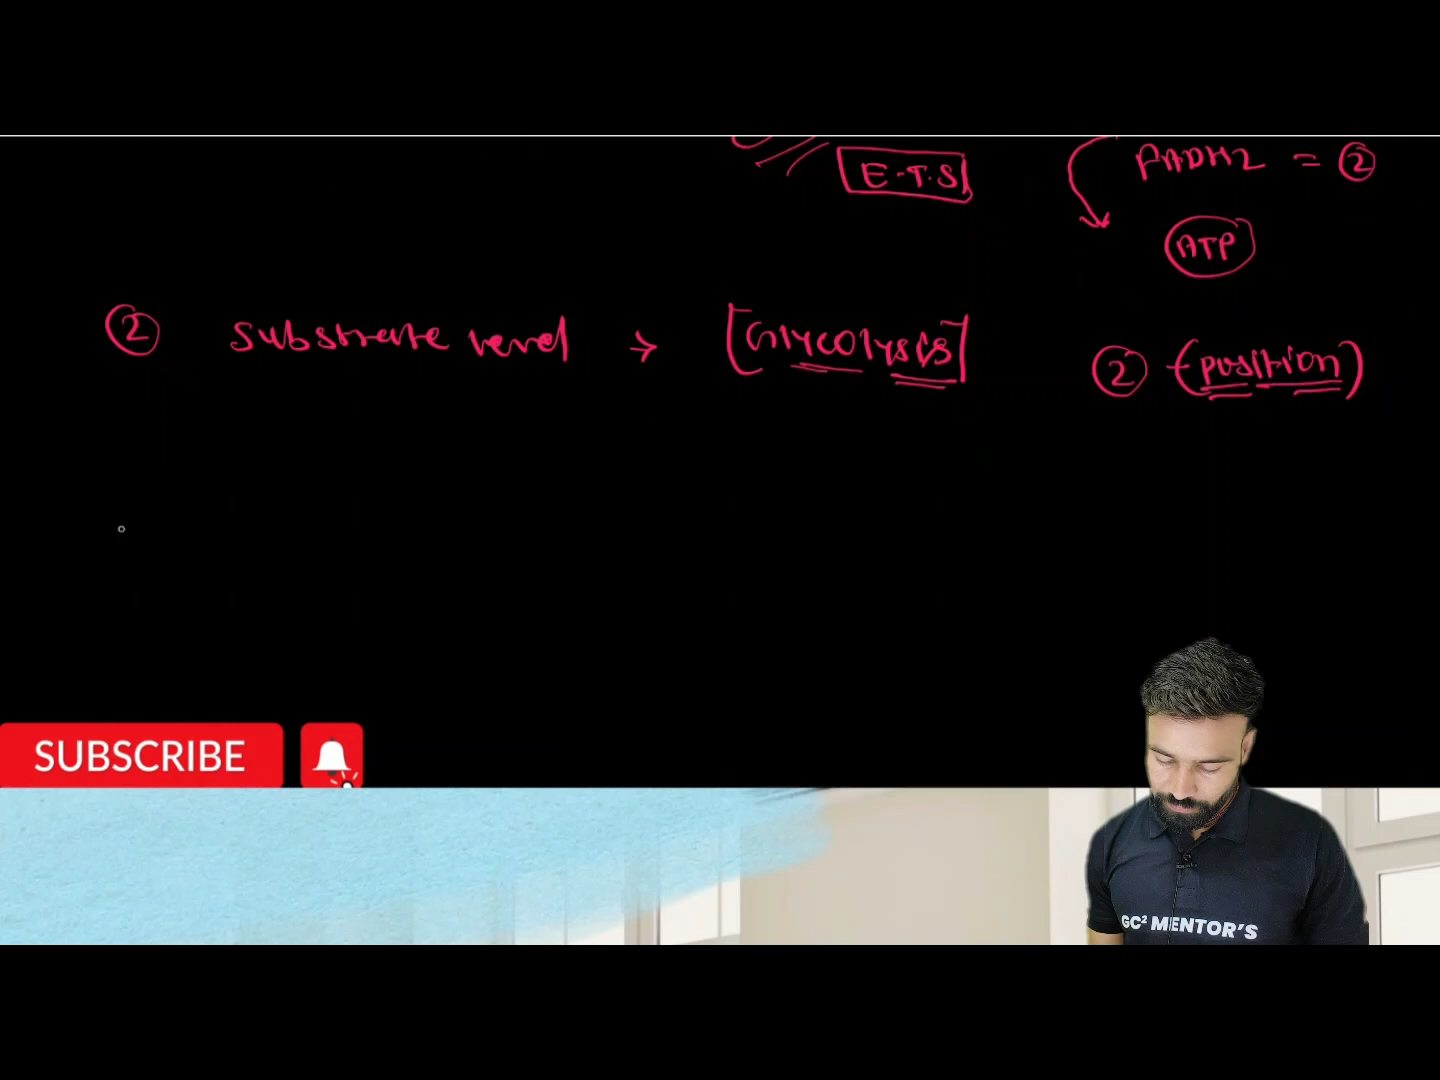 FADH2 = ②
E.T.S
ATP
② Substrate level → [Glycolysis]
② (position)
SUBSCRIBE
GC² MENTOR'S